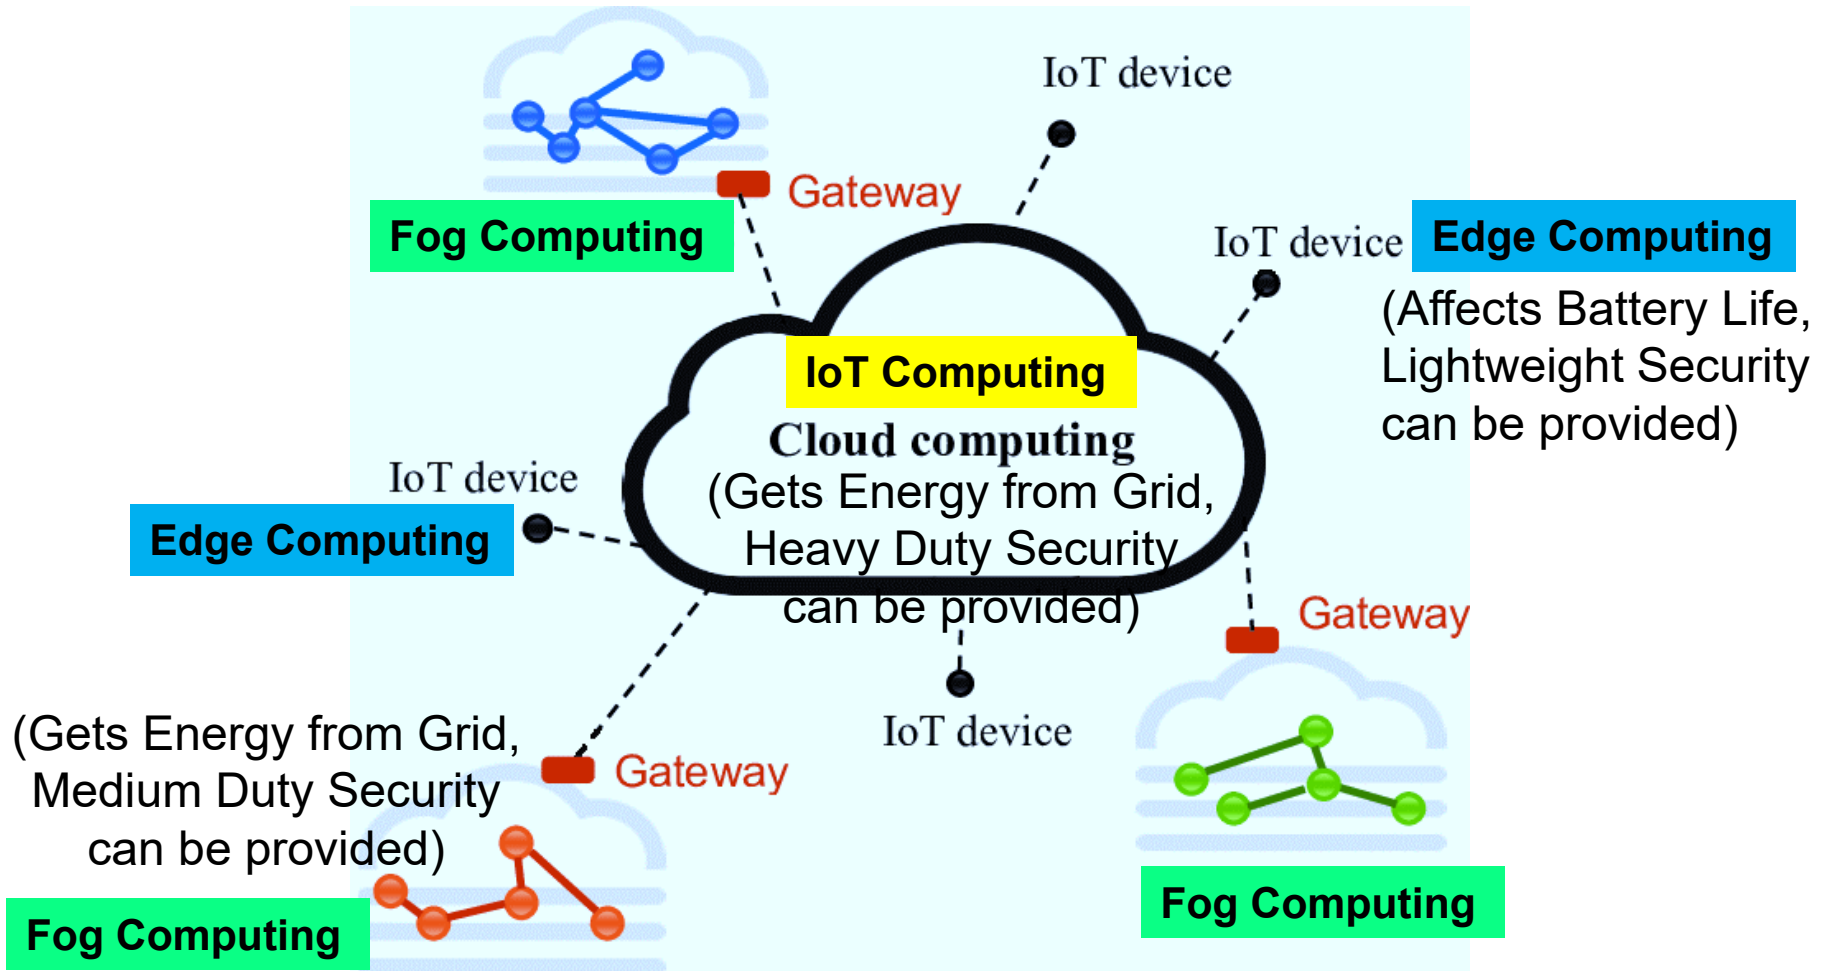 IoT device
Gateway
Fog Computing
IoT device
Edge Computing
(Affects Battery Life,
Lightweight Security
can be provided)
IoT Computing
Cloud computing
(Gets Energy from Grid,
Heavy Duty Security
can be provided)
IoT device
Edge Computing
Gateway
IoT device
(Gets Energy from Grid,
Medium Duty Security
can be provided)
Gateway
Fog Computing
Fog Computing